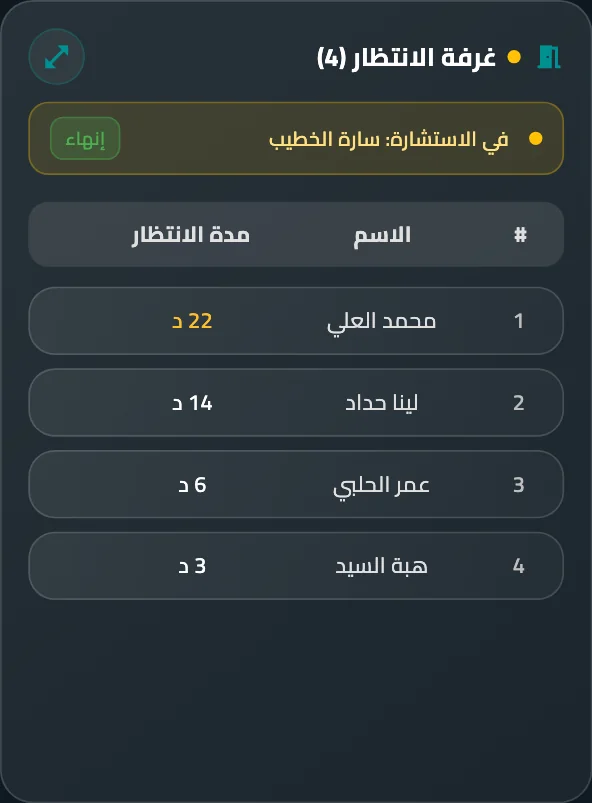 غرفة الانتظار (4)
في الاستشارة: سارة الخطيب إنهاء
# الاسم مدة الانتظار
1 محمد العلي 22 د
2 لينا حداد 14 د
3 عمر الحلبي 6 د
4 هبة السيد 3 د